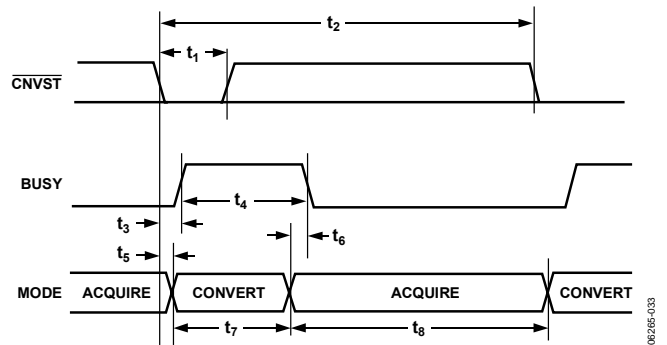 t2
t1
CNVST
BUSY
t4
t3
t6
t5
MODE ACQUIRE CONVERT ACQUIRE CONVERT
t7 t8
06265-033